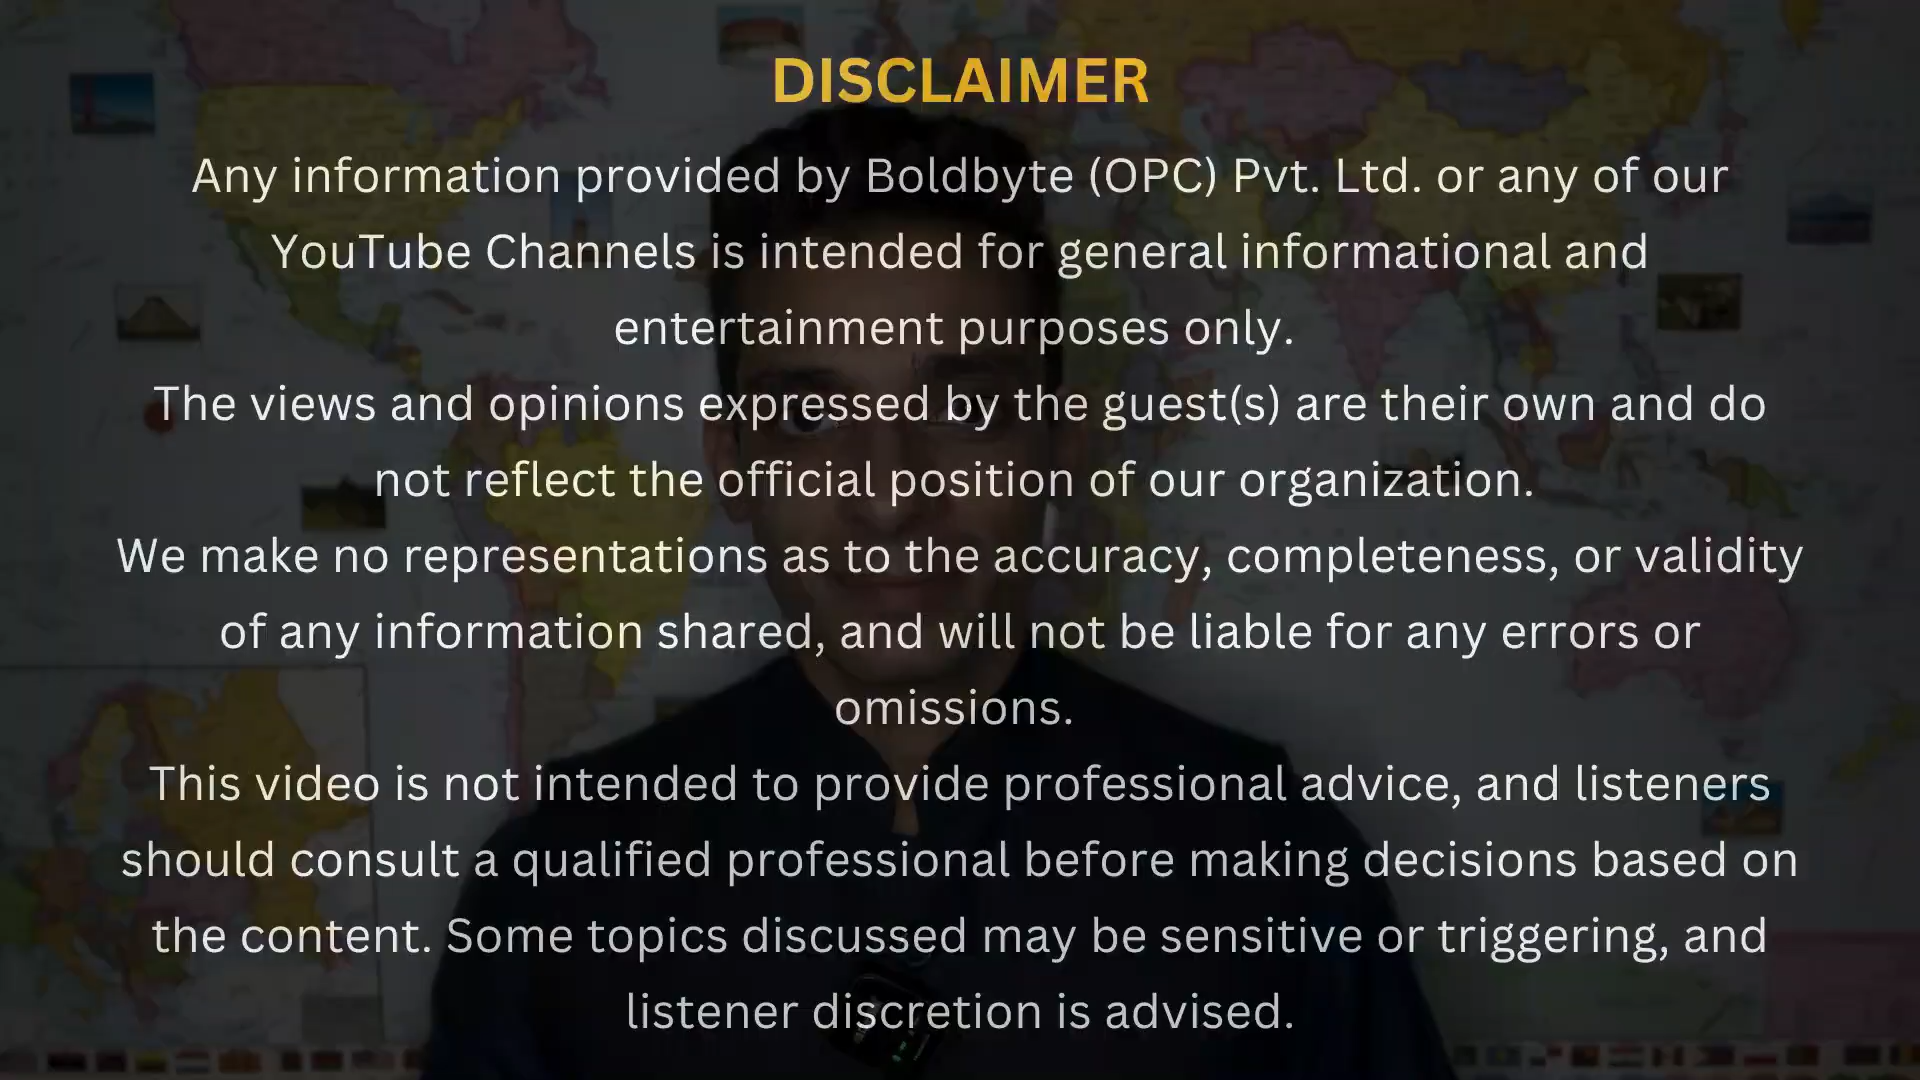 DISCLAIMER
Any information provided by Boldbyte (OPC) Pvt. Ltd. or any of our
YouTube Channels is intended for general informational and
entertainment purposes only.
The views and opinions expressed by the guest(s) are their own and do
not reflect the official position of our organization.
We make no representations as to the accuracy, completeness, or validity
of any information shared, and will not be liable for any errors or
omissions.
This video is not intended to provide professional advice, and listeners
should consult a qualified professional before making decisions based on
the content. Some topics discussed may be sensitive or triggering, and
listener discretion is advised.